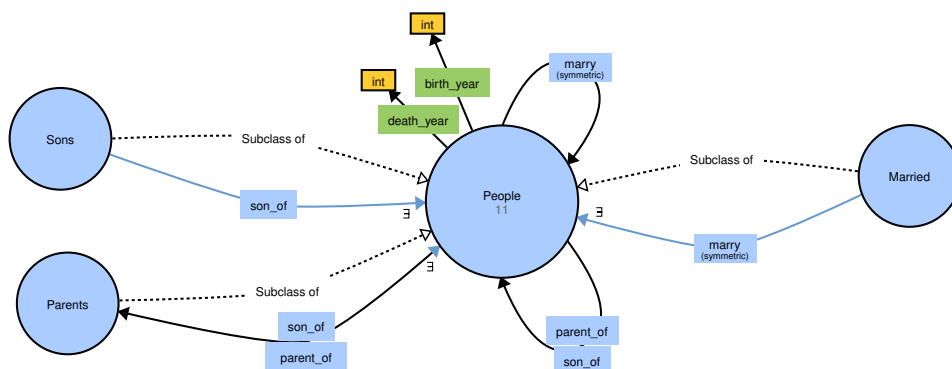 int
int
marry
(symmetric)
birth_year
death_year
Sons
Subclass of
Subclass of
Married
People
11
son_of
∃
∃
marry
(symmetric)
∃
Subclass of
Parents
son_of
parent_of
parent_of
son_of